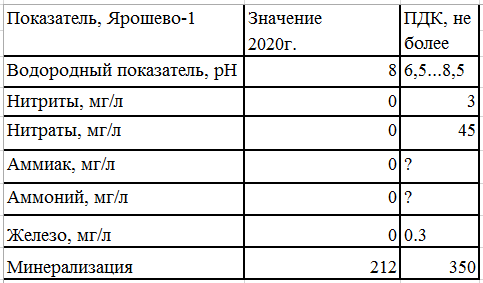 Показатель, Ярошево-1 Значение 2020г. ПДК, не более
Водородный показатель, pH 8 6,5...8,5
Нитриты, мг/л 0 3
Нитраты, мг/л 0 45
Аммиак, мг/л 0 ?
Аммоний, мг/л 0 ?
Железо, мг/л 0 0.3
Минерализация 212 350